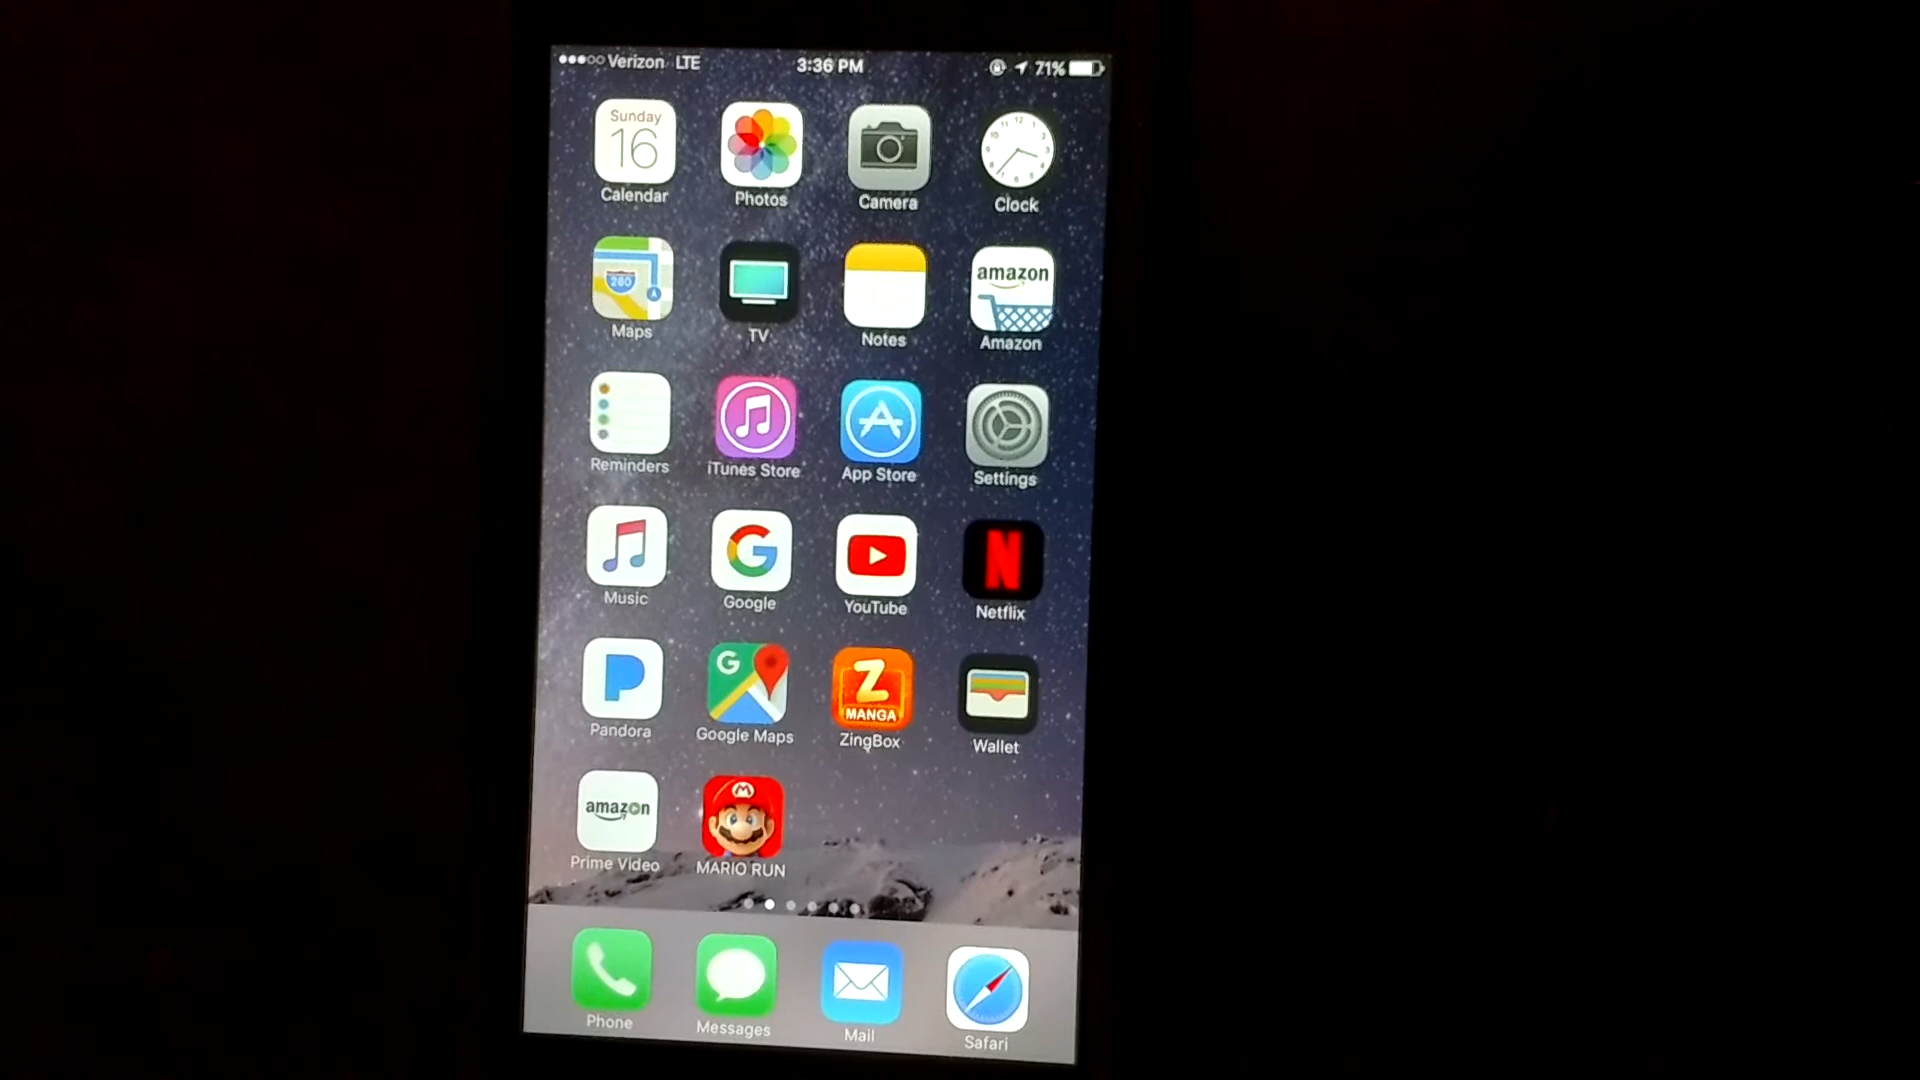 Verizon LTE 3:36 PM 71%
Sunday
16
12
Calendar Photos Camera Clock
280
amazon
Maps TV Notes Amazon
Reminders iTunes Store App Store Settings
G
Music Google YouTube N Netflix
P G Z
MANGA
Pandora Google Maps ZingBox Wallet
amazon M
Prime Video MARIO RUN
Phone Messages Mail Safari